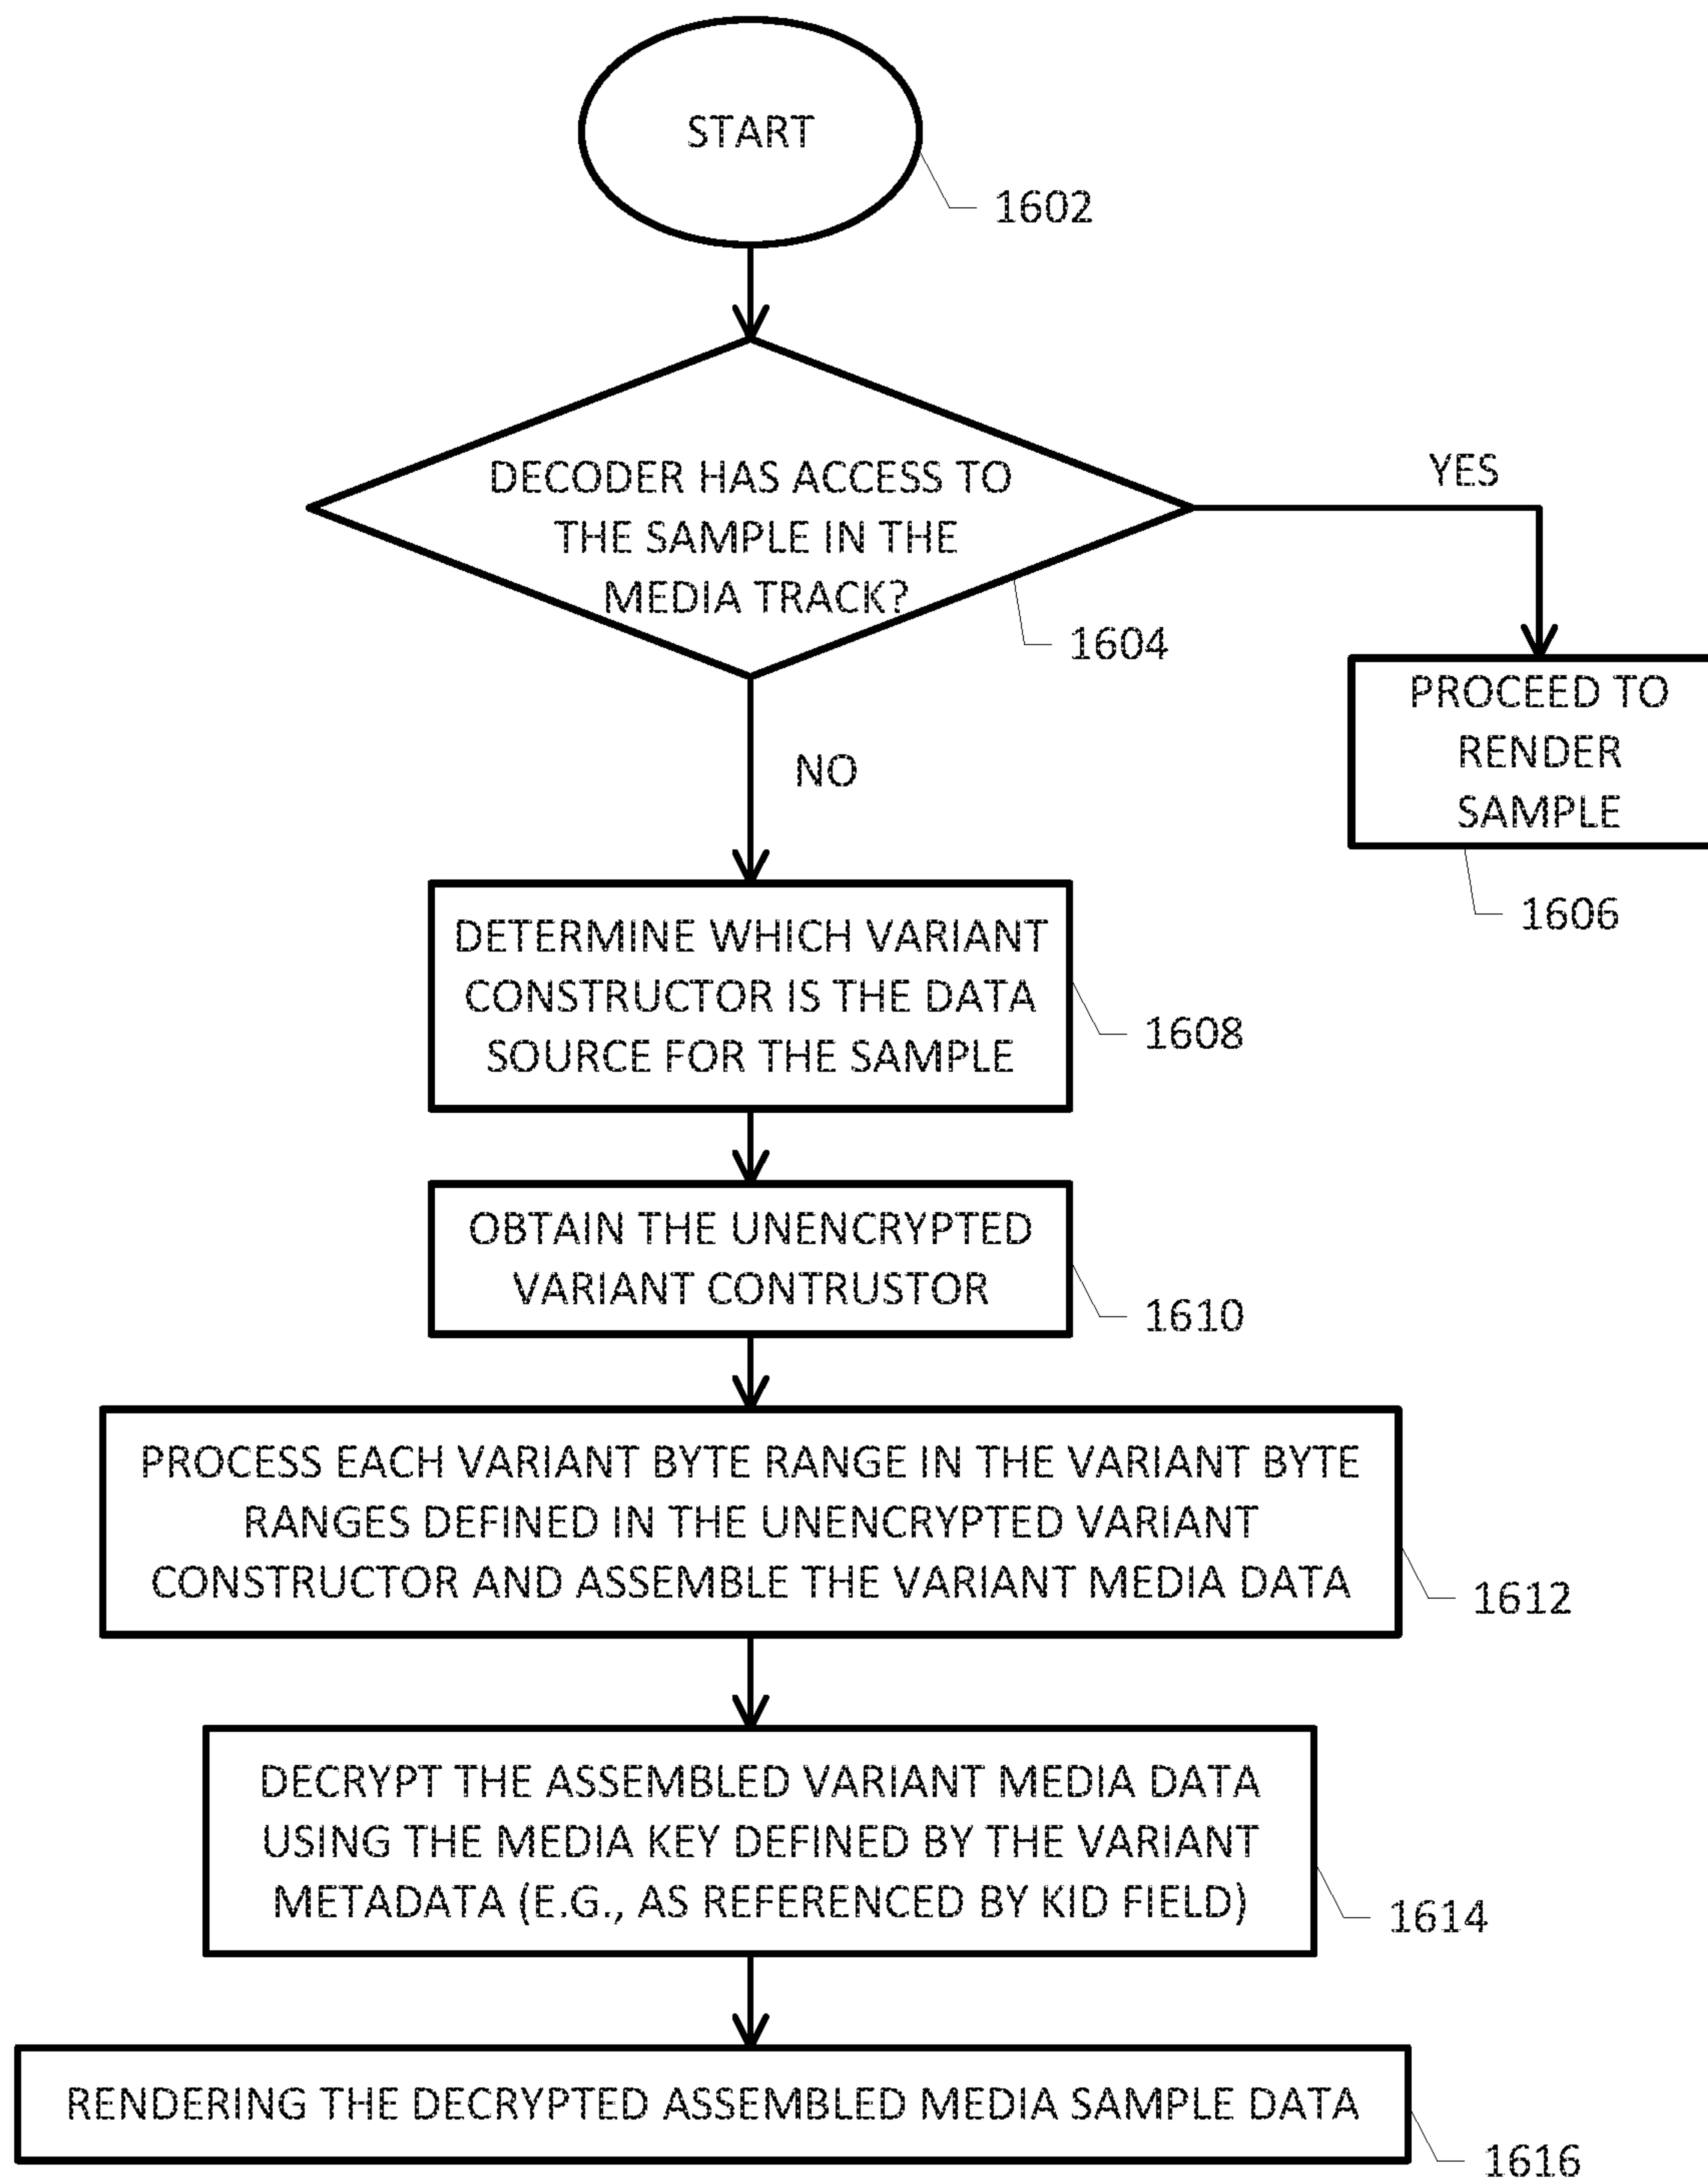 START
1602
DECODER HAS ACCESS TO
THE SAMPLE IN THE
MEDIA TRACK?
1604
YES
PROCEED TO
RENDER
SAMPLE
1606
NO
DETERMINE WHICH VARIANT
CONSTRUCTOR IS THE DATA
SOURCE FOR THE SAMPLE
1608
OBTAIN THE UNENCRYPTED
VARIANT CONTRUSTOR
1610
PROCESS EACH VARIANT BYTE RANGE IN THE VARIANT BYTE
RANGES DEFINED IN THE UNENCRYPTED VARIANT
CONSTRUCTOR AND ASSEMBLE THE VARIANT MEDIA DATA
1612
DECRYPT THE ASSEMBLED VARIANT MEDIA DATA
USING THE MEDIA KEY DEFINED BY THE VARIANT
METADATA (E.G., AS REFERENCED BY KID FIELD)
1614
RENDERING THE DECRYPTED ASSEMBLED MEDIA SAMPLE DATA
1616